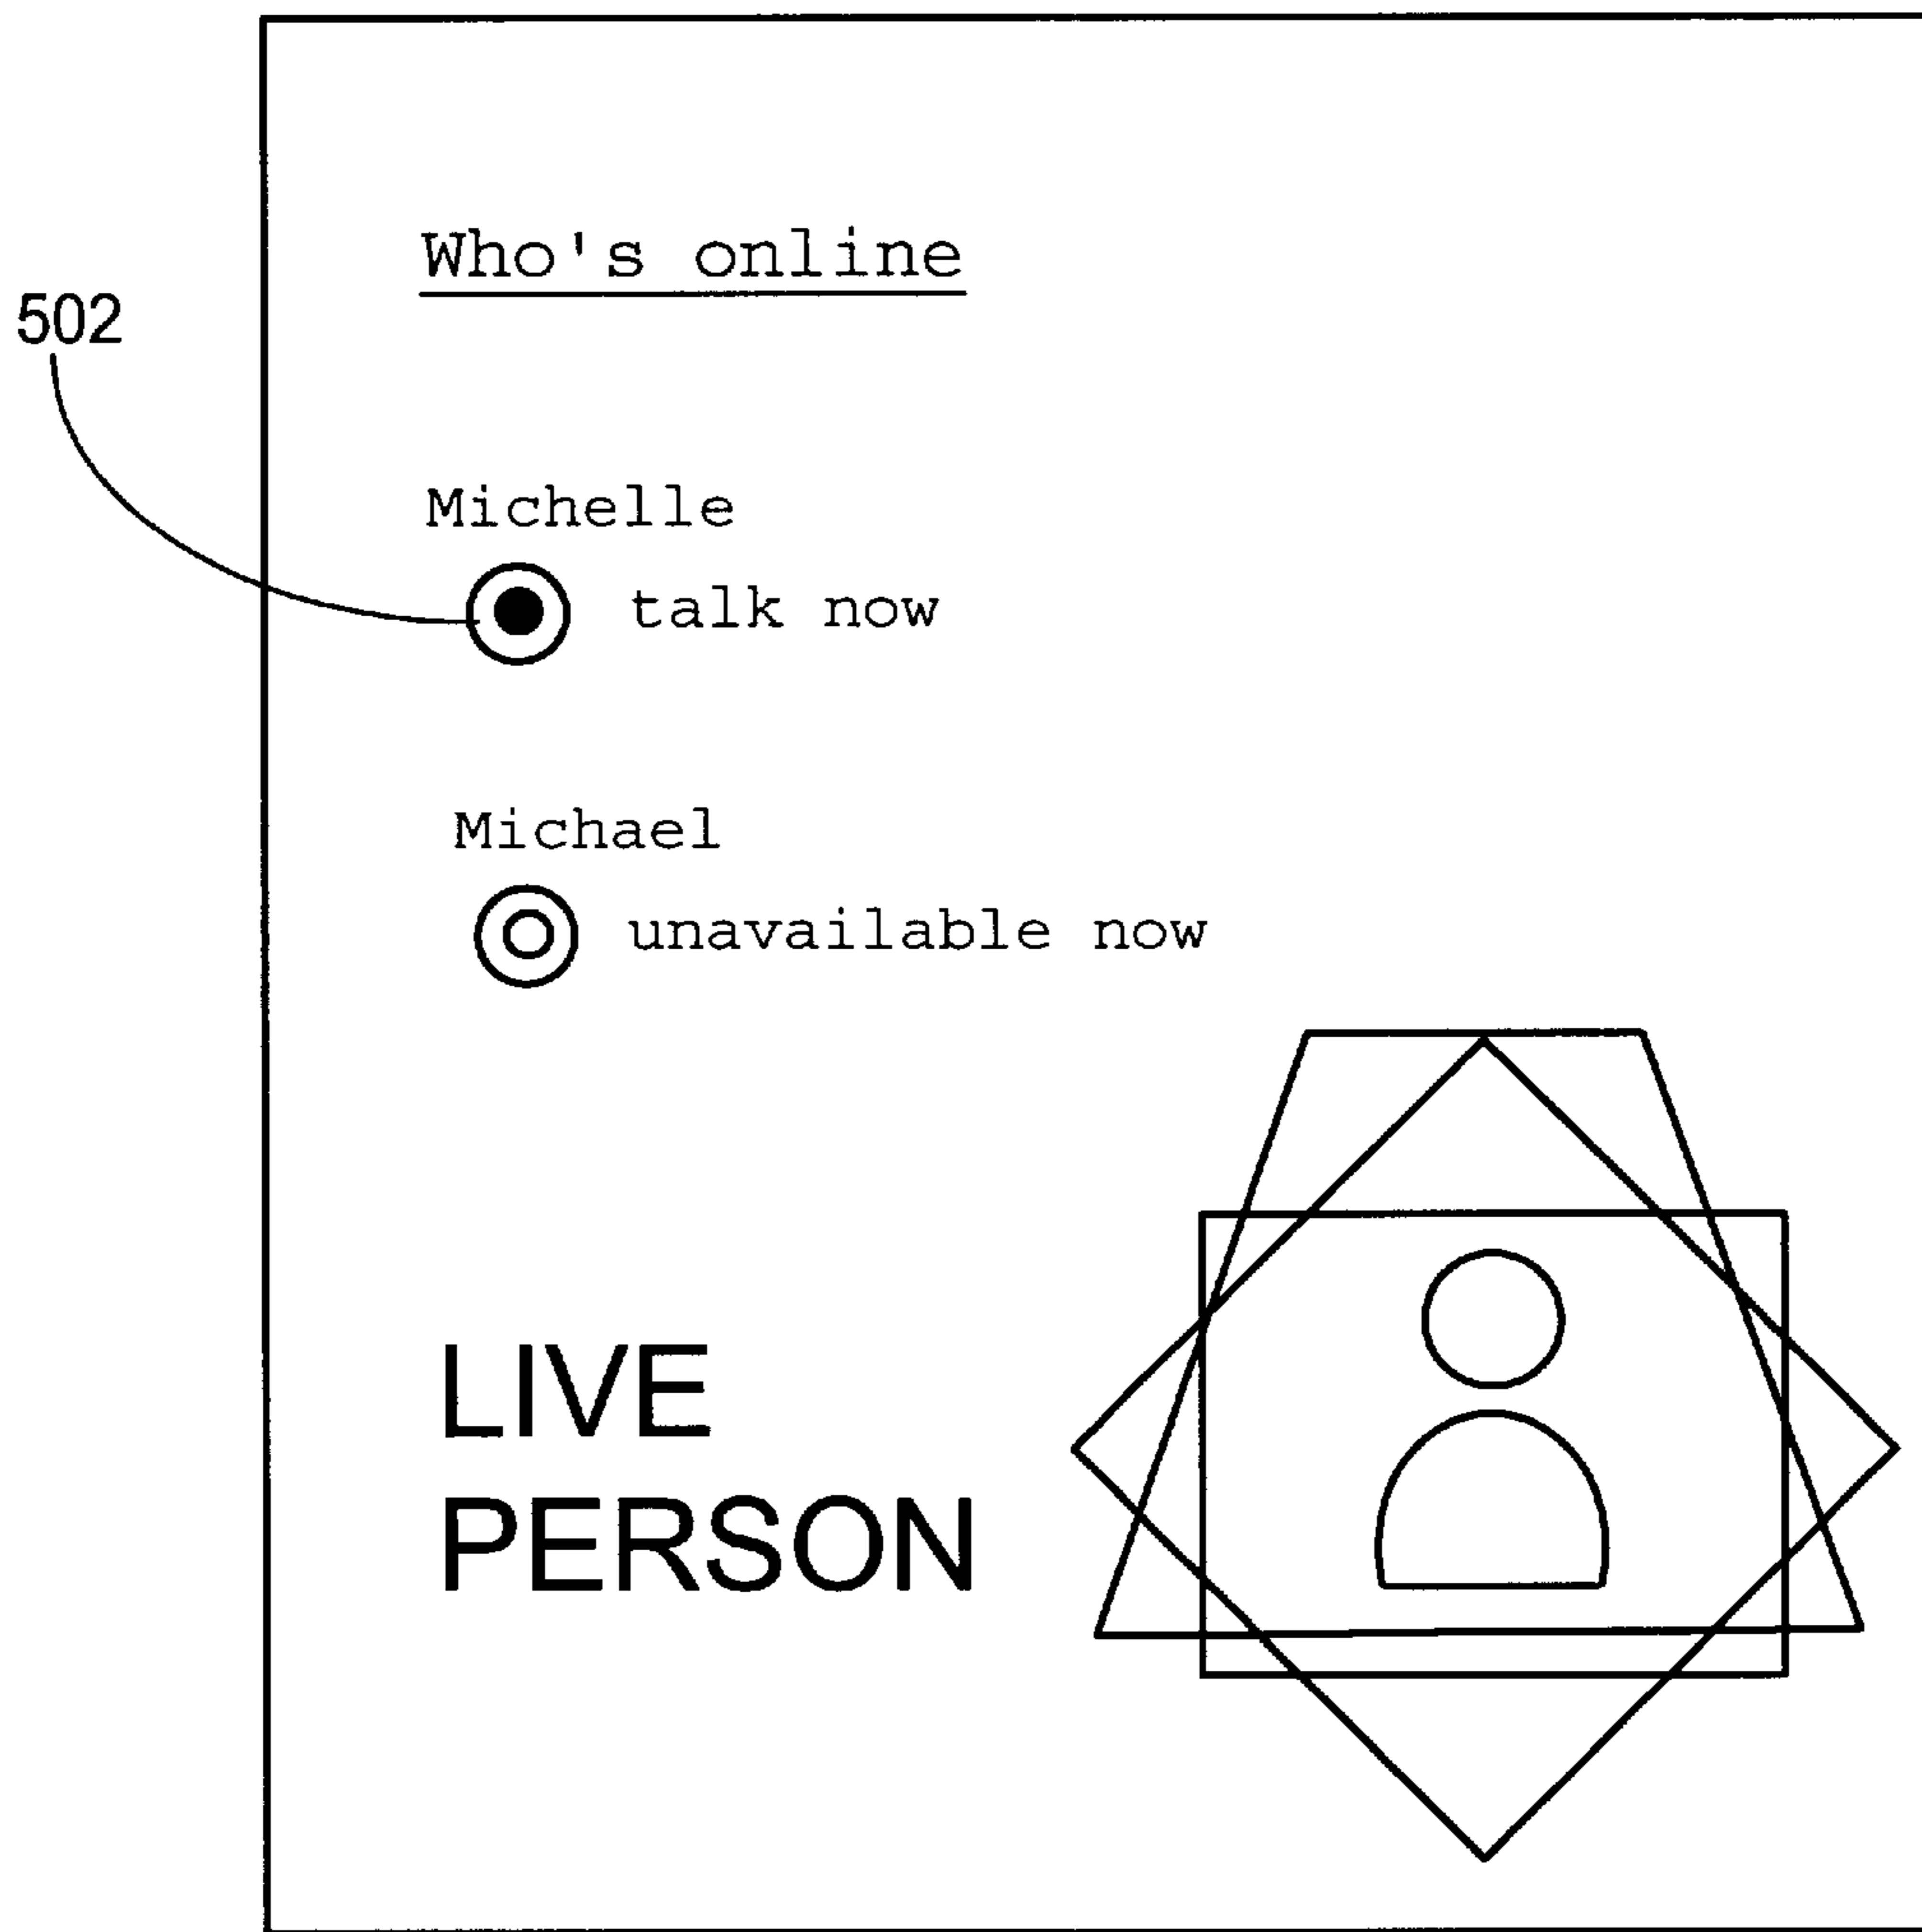 Who's online
502
Michelle
talk now
Michael
unavailable now
LIVE
PERSON